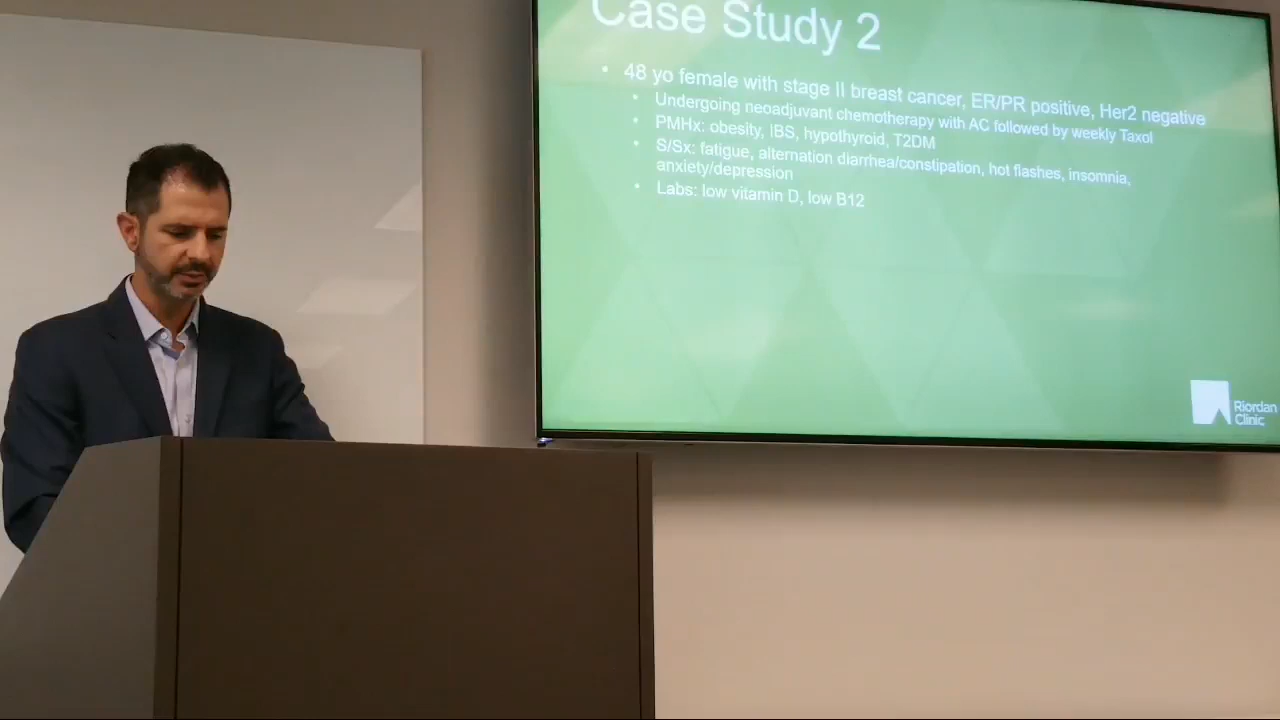 Case Study 2
• 48 yo female with stage II breast cancer, ER/PR positive, Her2 negative
• Undergoing neoadjuvant chemotherapy with AC followed by weekly Taxol
• PMHx: obesity, IBS, hypothyroid, T2DM
• S/Sx: fatigue, alternation diarrhea/constipation, hot flashes, insomnia,
anxiety/depression
• Labs: low vitamin D, low B12
Riordan
Clinic